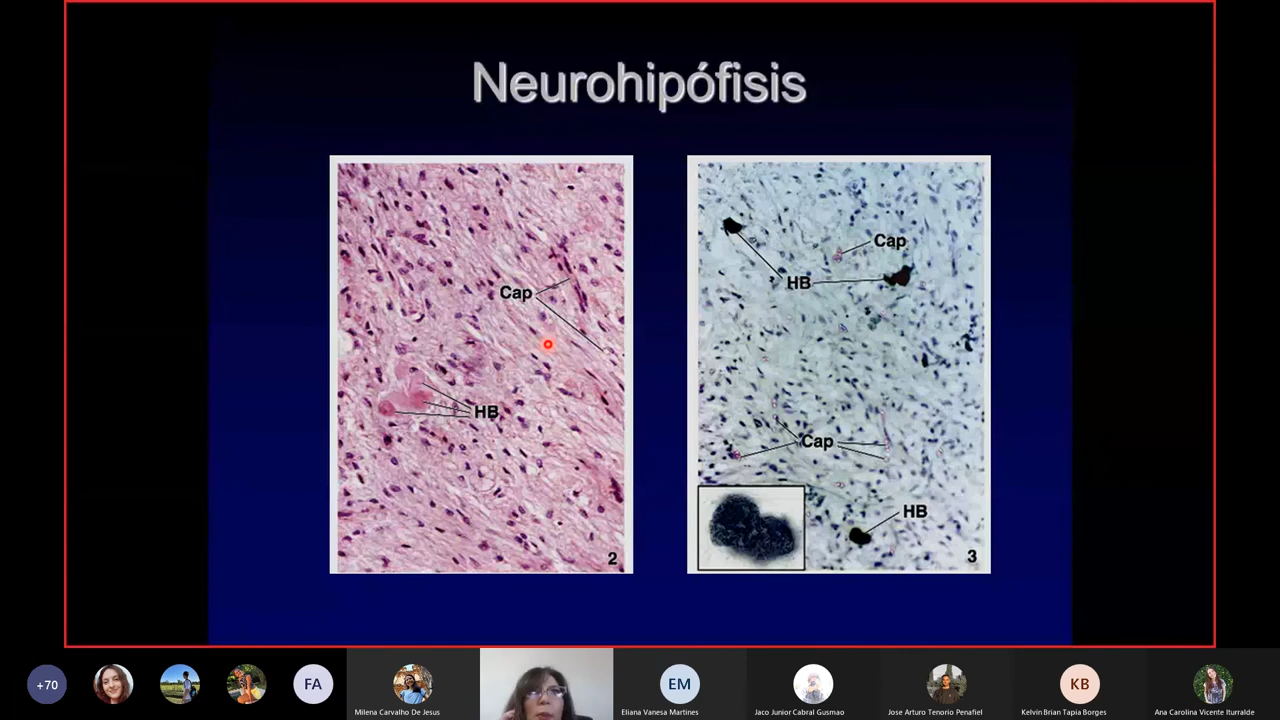 Neurohipófisis
Cap
HB
2
Cap
HB
Cap
HB
3
+70
FA
Milena Carvalho De Jesus
EM
Eliana Vanesa Martines
Jaco Junior Cabral Gusmao
Jose Arturo Tenorio Penafiel
KB
Kelvin Brian Tapia Borges
Ana Carolina Vicente Iturralde